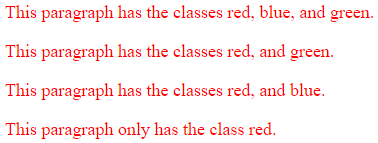 This paragraph has the classes red, blue, and green.
This paragraph has the classes red, and green.
This paragraph has the classes red, and blue.
This paragraph only has the class red.